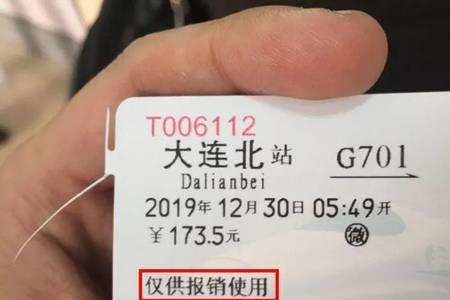 T006112
大连北站 G701
Dalianbei
2019年12月30日05:49开
¥173.5元 微
仅供报销使用